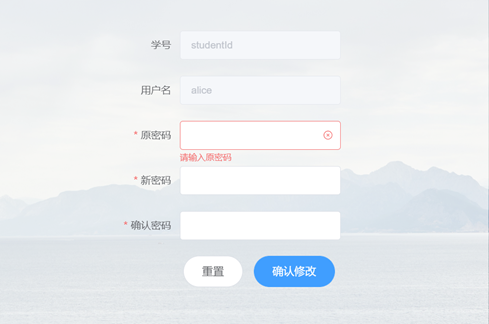 学号 studentId
用户名 alice
* 原密码
请输入原密码
* 新密码
* 确认密码
重置 确认修改